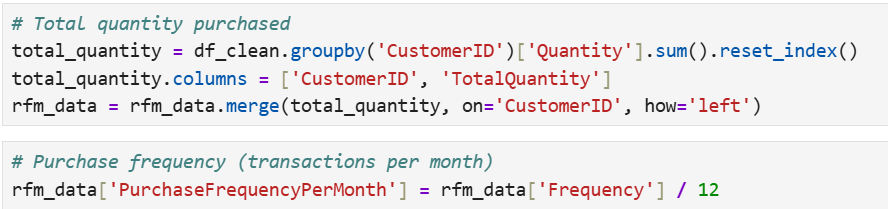 # Total quantity purchased
total_quantity = df_clean.groupby('CustomerID')['Quantity'].sum().reset_index()
total_quantity.columns = ['CustomerID', 'TotalQuantity']
rfm_data = rfm_data.merge(total_quantity, on='CustomerID', how='left')
# Purchase frequency (transactions per month)
rfm_data['PurchaseFrequencyPerMonth'] = rfm_data['Frequency'] / 12